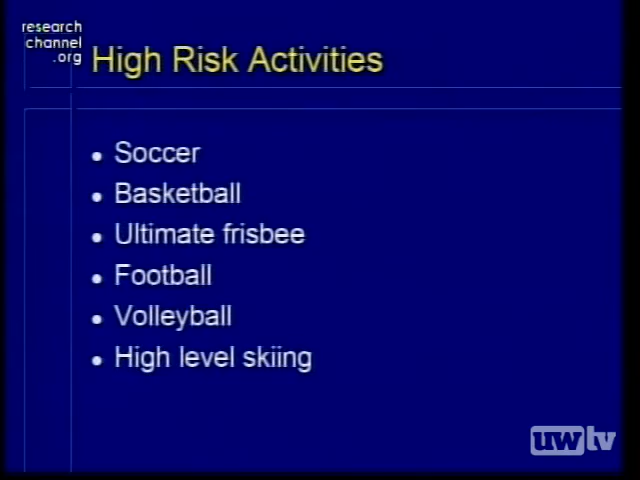 research
channel
.org
High Risk Activities
• Soccer
• Basketball
• Ultimate frisbee
• Football
• Volleyball
• High level skiing
uwtv